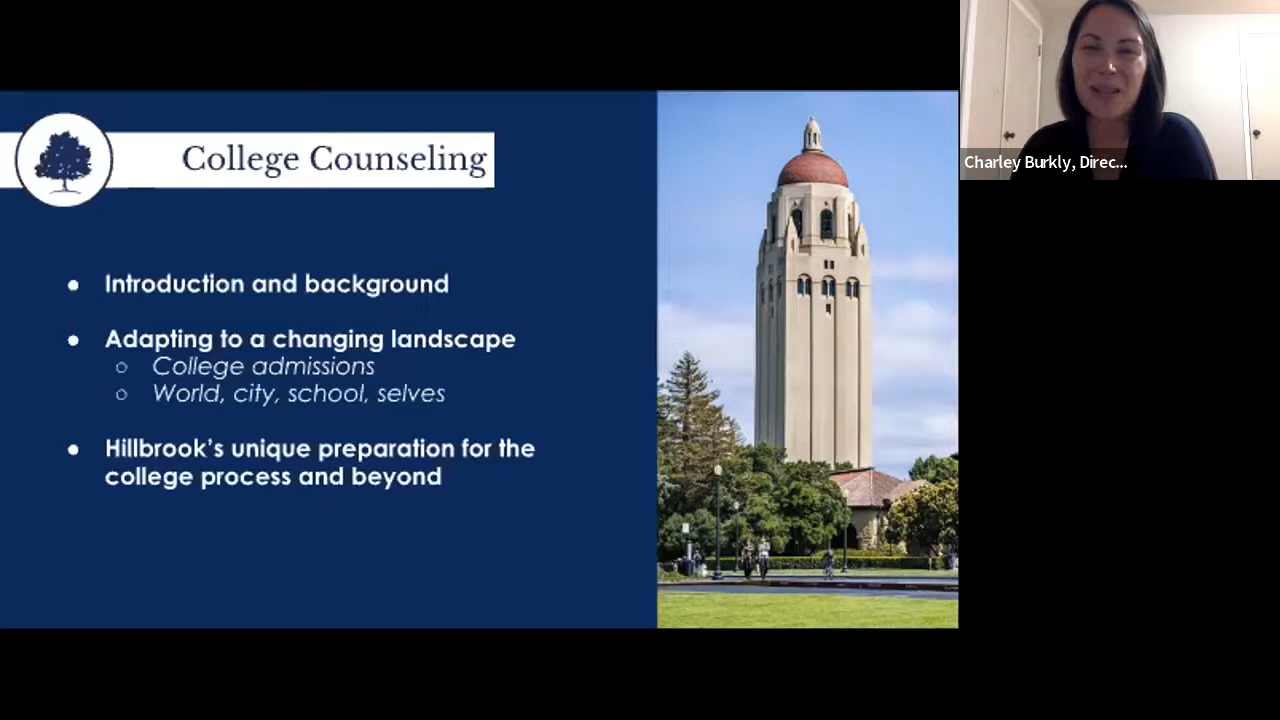 College Counseling
● Introduction and background
● Adapting to a changing landscape
○ College admissions
○ World, city, school, selves
● Hillbrook's unique preparation for the
college process and beyond
Charley Burkly, Direc...